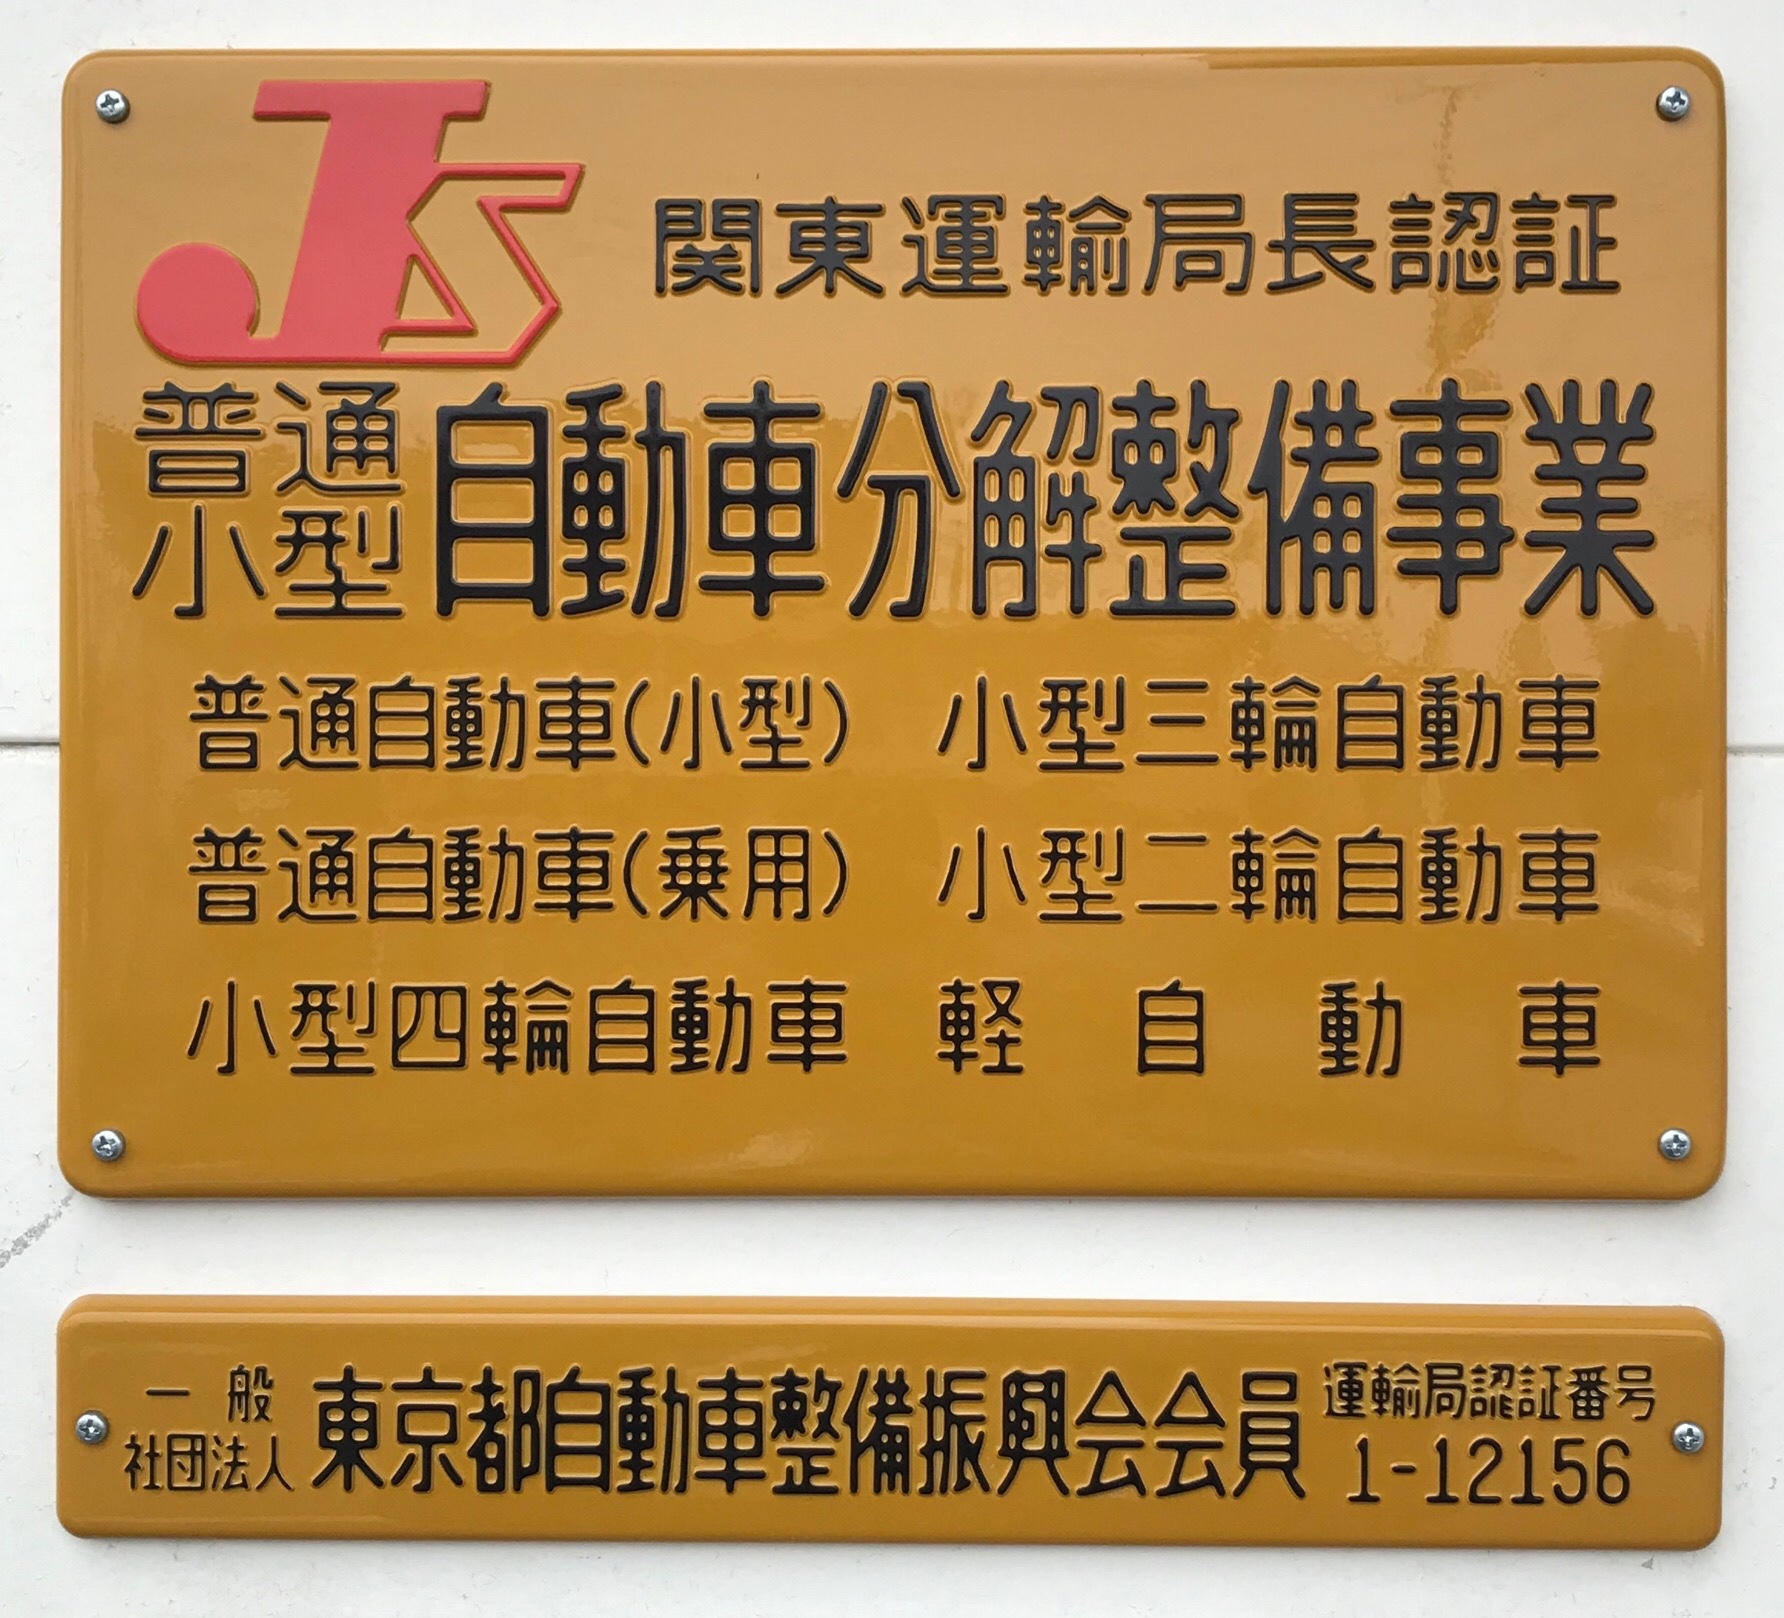 JKS
関東運輸局長認証
普通
小型
自動車分解整備事業
普通自動車(小型) 小型三輪自動車
普通自動車(乗用) 小型二輪自動車
小型四輪自動車 軽自動車
一般
社団法人
東京都自動車整備振興会会員
運輸局認証番号
1-12156